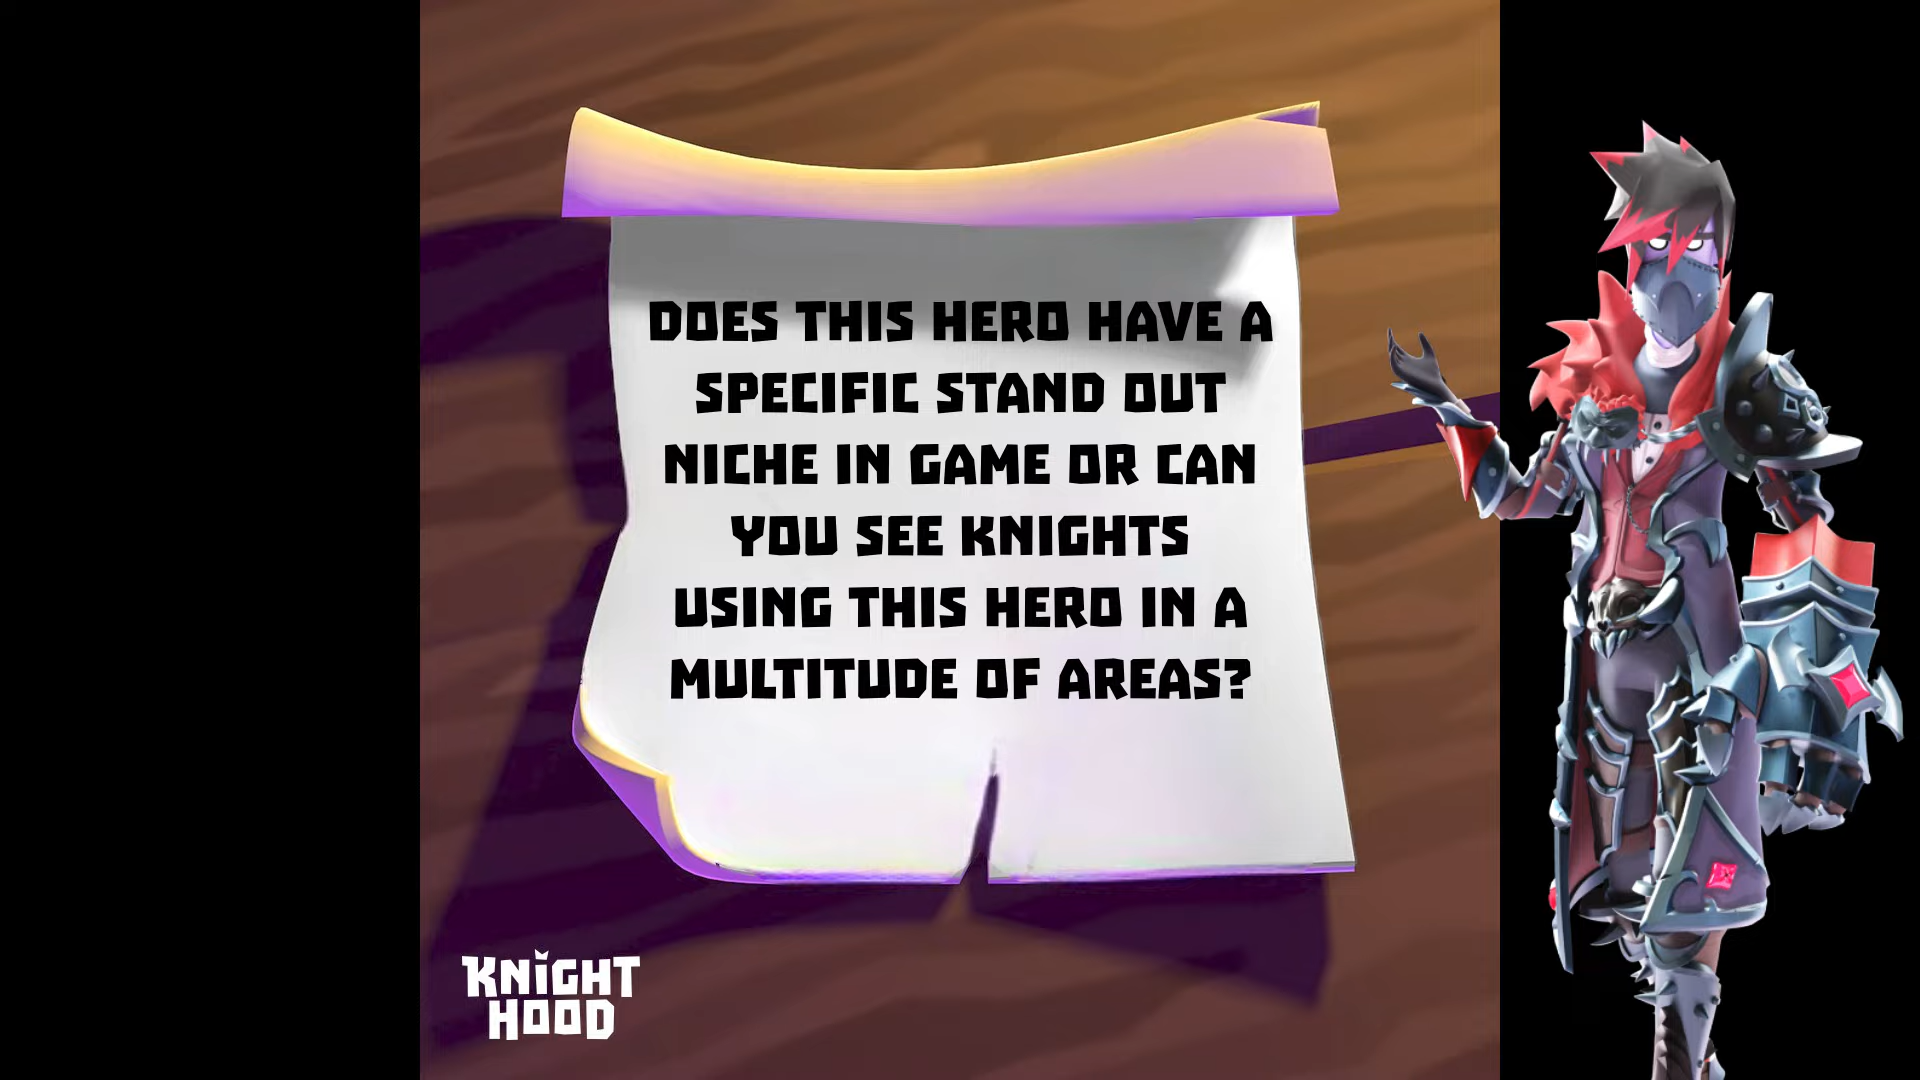 DOES THIS HERO HAVE A
SPECIFIC STAND OUT
NICHE IN GAME OR CAN
YOU SEE KNIGHTS
USING THIS HERO IN A
MULTITUDE OF AREAS?
KNIGHT
HOOD